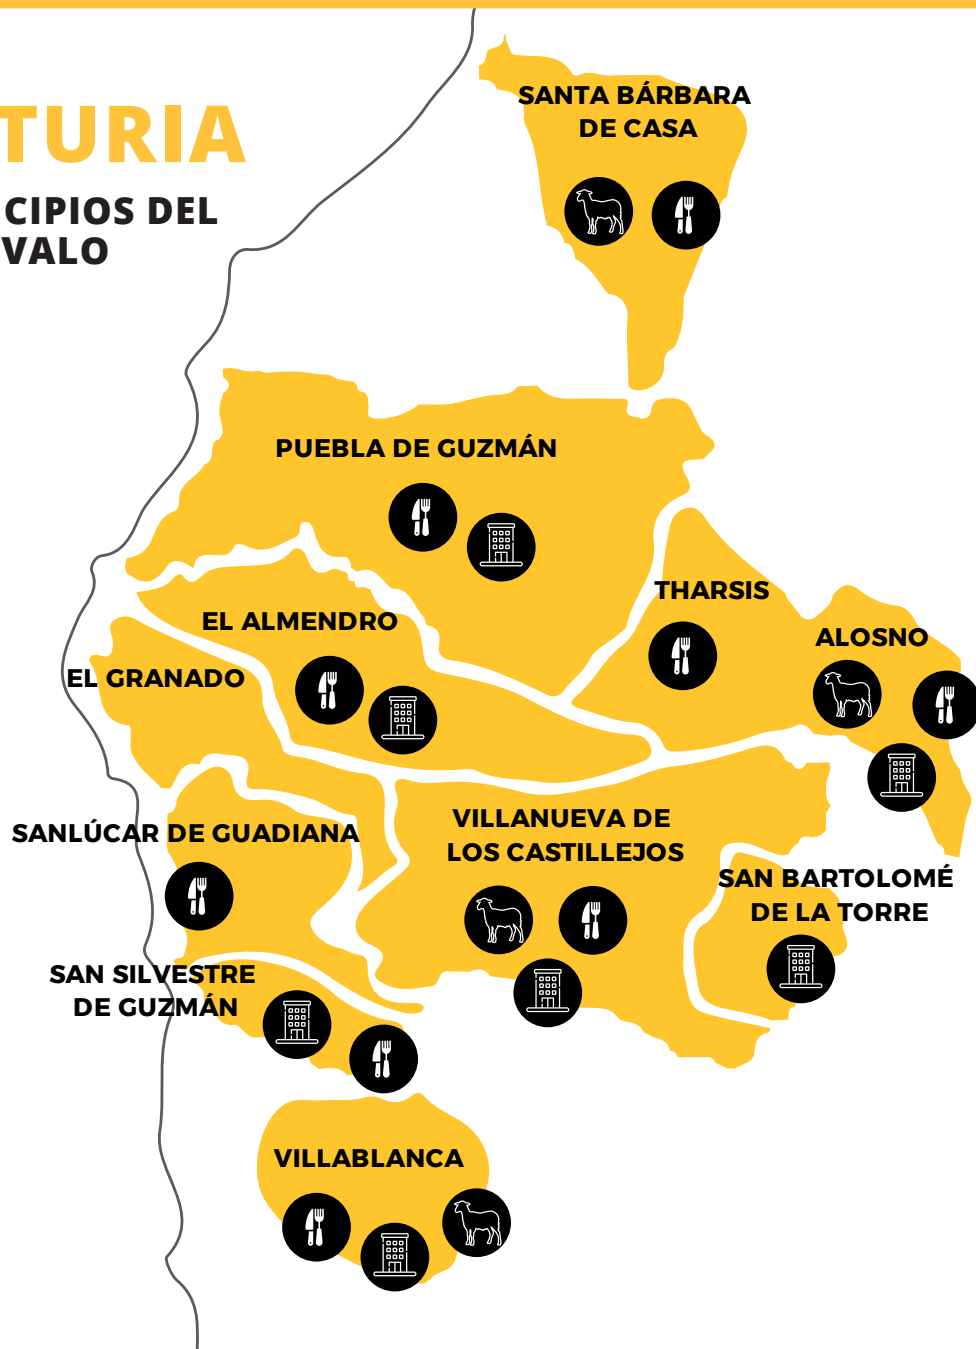 TURIA
CIPIOS DEL
VALO
SANTA BÁRBARA
DE CASA
PUEBLA DE GUZMÁN
THARSIS
EL ALMENDRO
ALOSNO
EL GRANADO
VILLANUEVA DE
LOS CASTILLEJOS
SANLÚCAR DE GUADIANA
SAN BARTOLOMÉ
DE LA TORRE
SAN SILVESTRE
DE GUZMÁN
VILLABLANCA